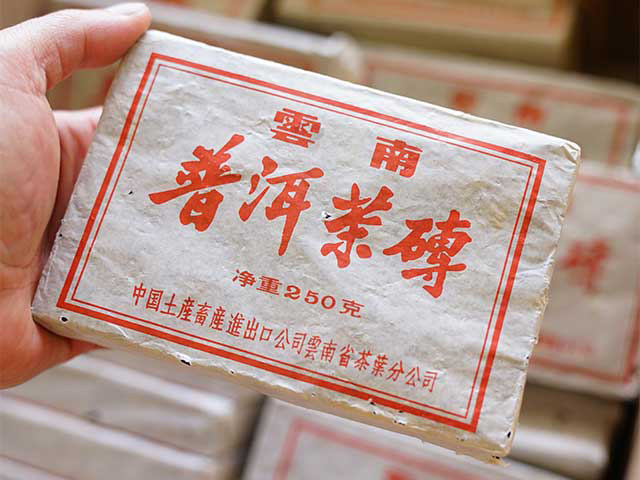 雲南
普洱茶磚
净重250克
中国土産畜産進出口公司雲南省茶葉分公司